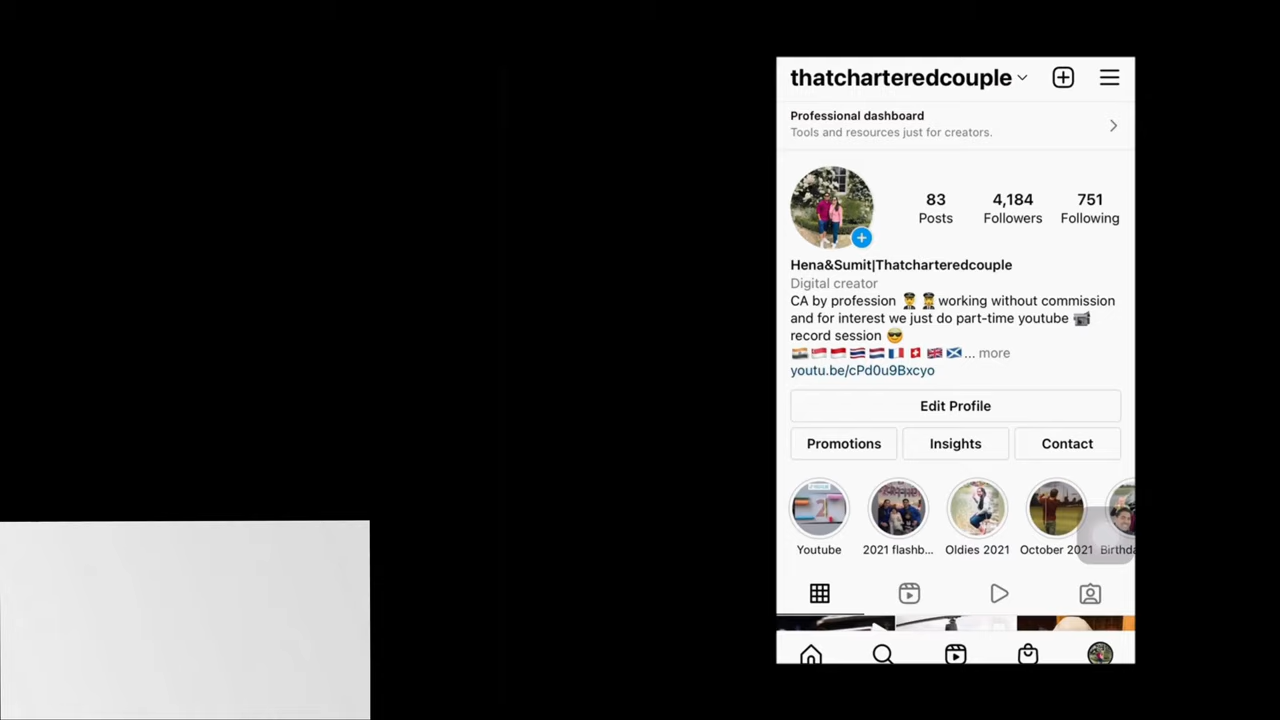 thatcharteredcouple
Professional dashboard
Tools and resources just for creators.
83
Posts
4,184
Followers
751
Following
Hena&Sumit|Thatcharteredcouple
Digital creator
CA by profession 👨‍✈️ 👩‍✈️working without commission
and for interest we just do part-time youtube 📹
record session 😎
🇮🇳 🇸🇬 🇮🇩 🇹🇭 🇳🇱 🇫🇷 🇨🇭 🇬🇧 🏴󠁧󠁢󠁳󠁣󠁴󠁿... more
youtu.be/cPd0u9Bxcyo
Edit Profile
Promotions
Insights
Contact
Youtube
2021 flashb...
Oldies 2021
October 2021
Birthda